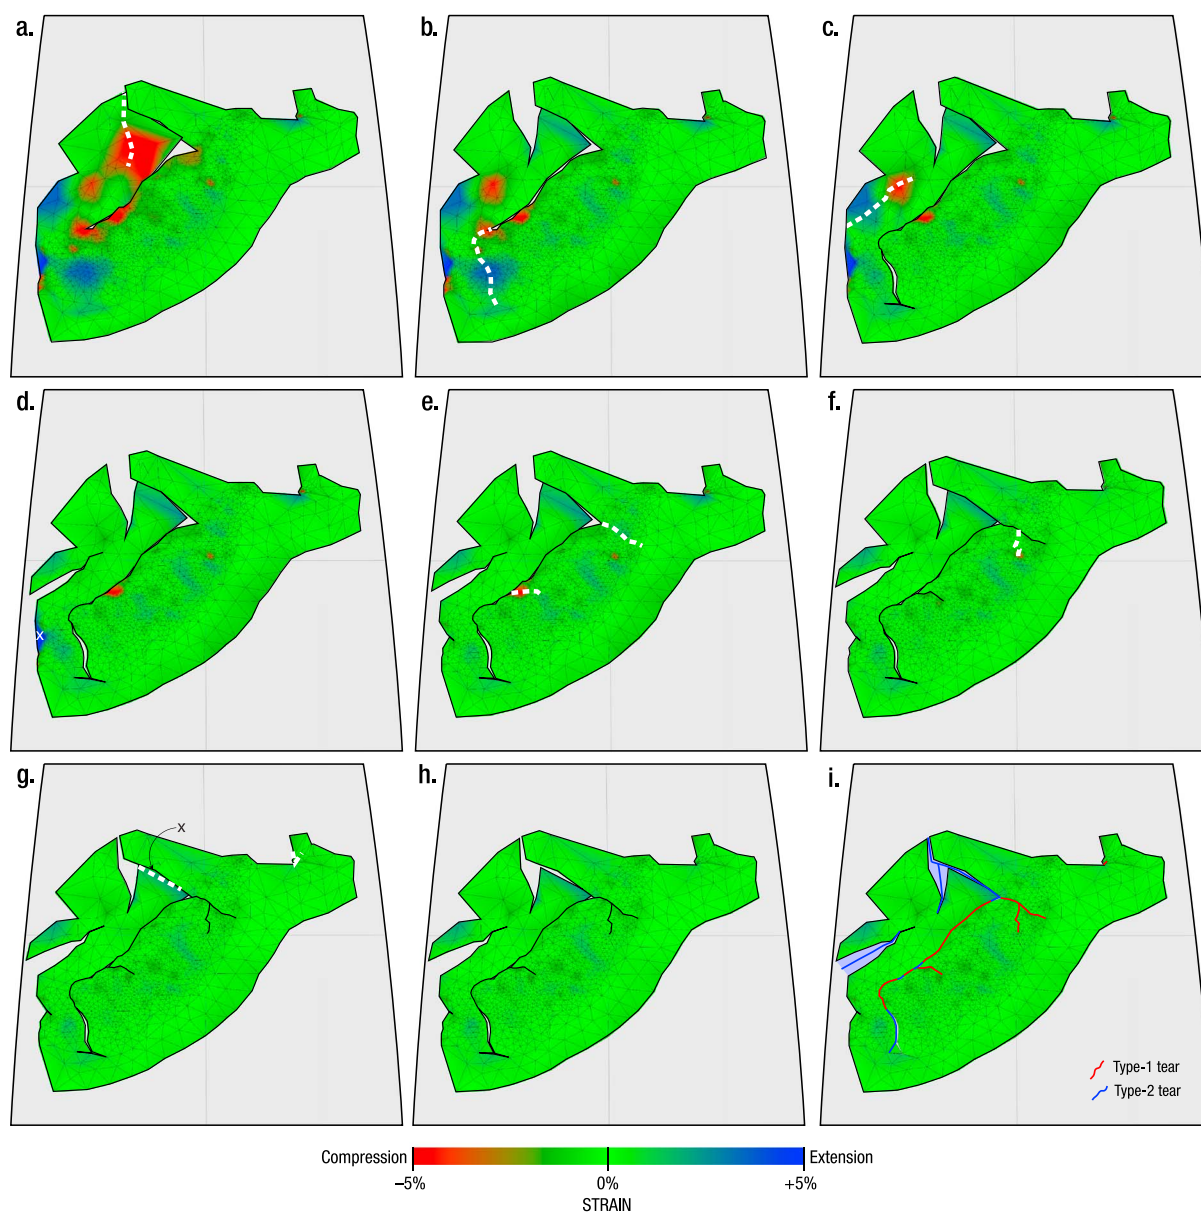 a.
b.
c.
d.
x
e.
f.
g.
x
h.
i.
Type-1 tear
Type-2 tear
Compression
Extension
−5%
0%
+5%
STRAIN